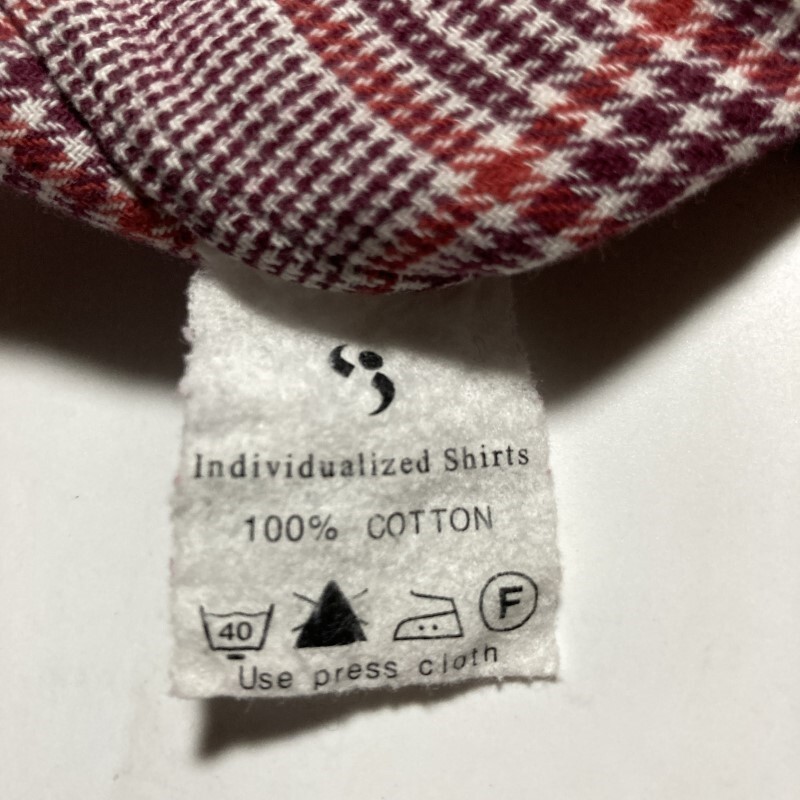 Individualized Shirts
100% COTTON
40 F
Use press cloth